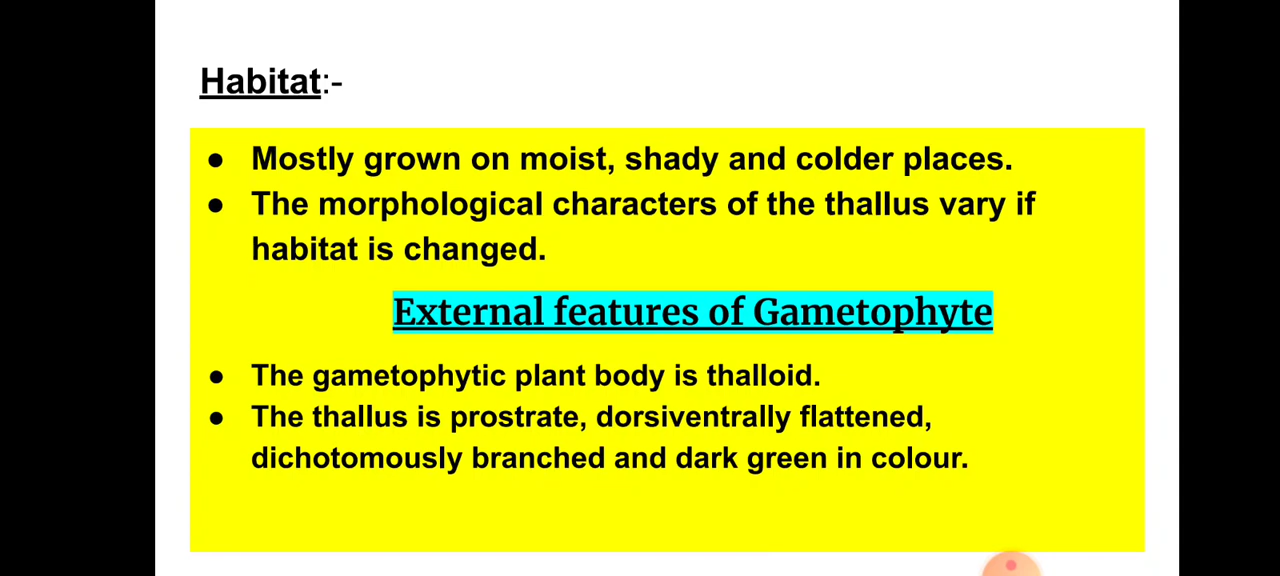 Habitat:-
● Mostly grown on moist, shady and colder places.
● The morphological characters of the thallus vary if
habitat is changed.
External features of Gametophyte
● The gametophytic plant body is thalloid.
● The thallus is prostrate, dorsiventrally flattened,
dichotomously branched and dark green in colour.